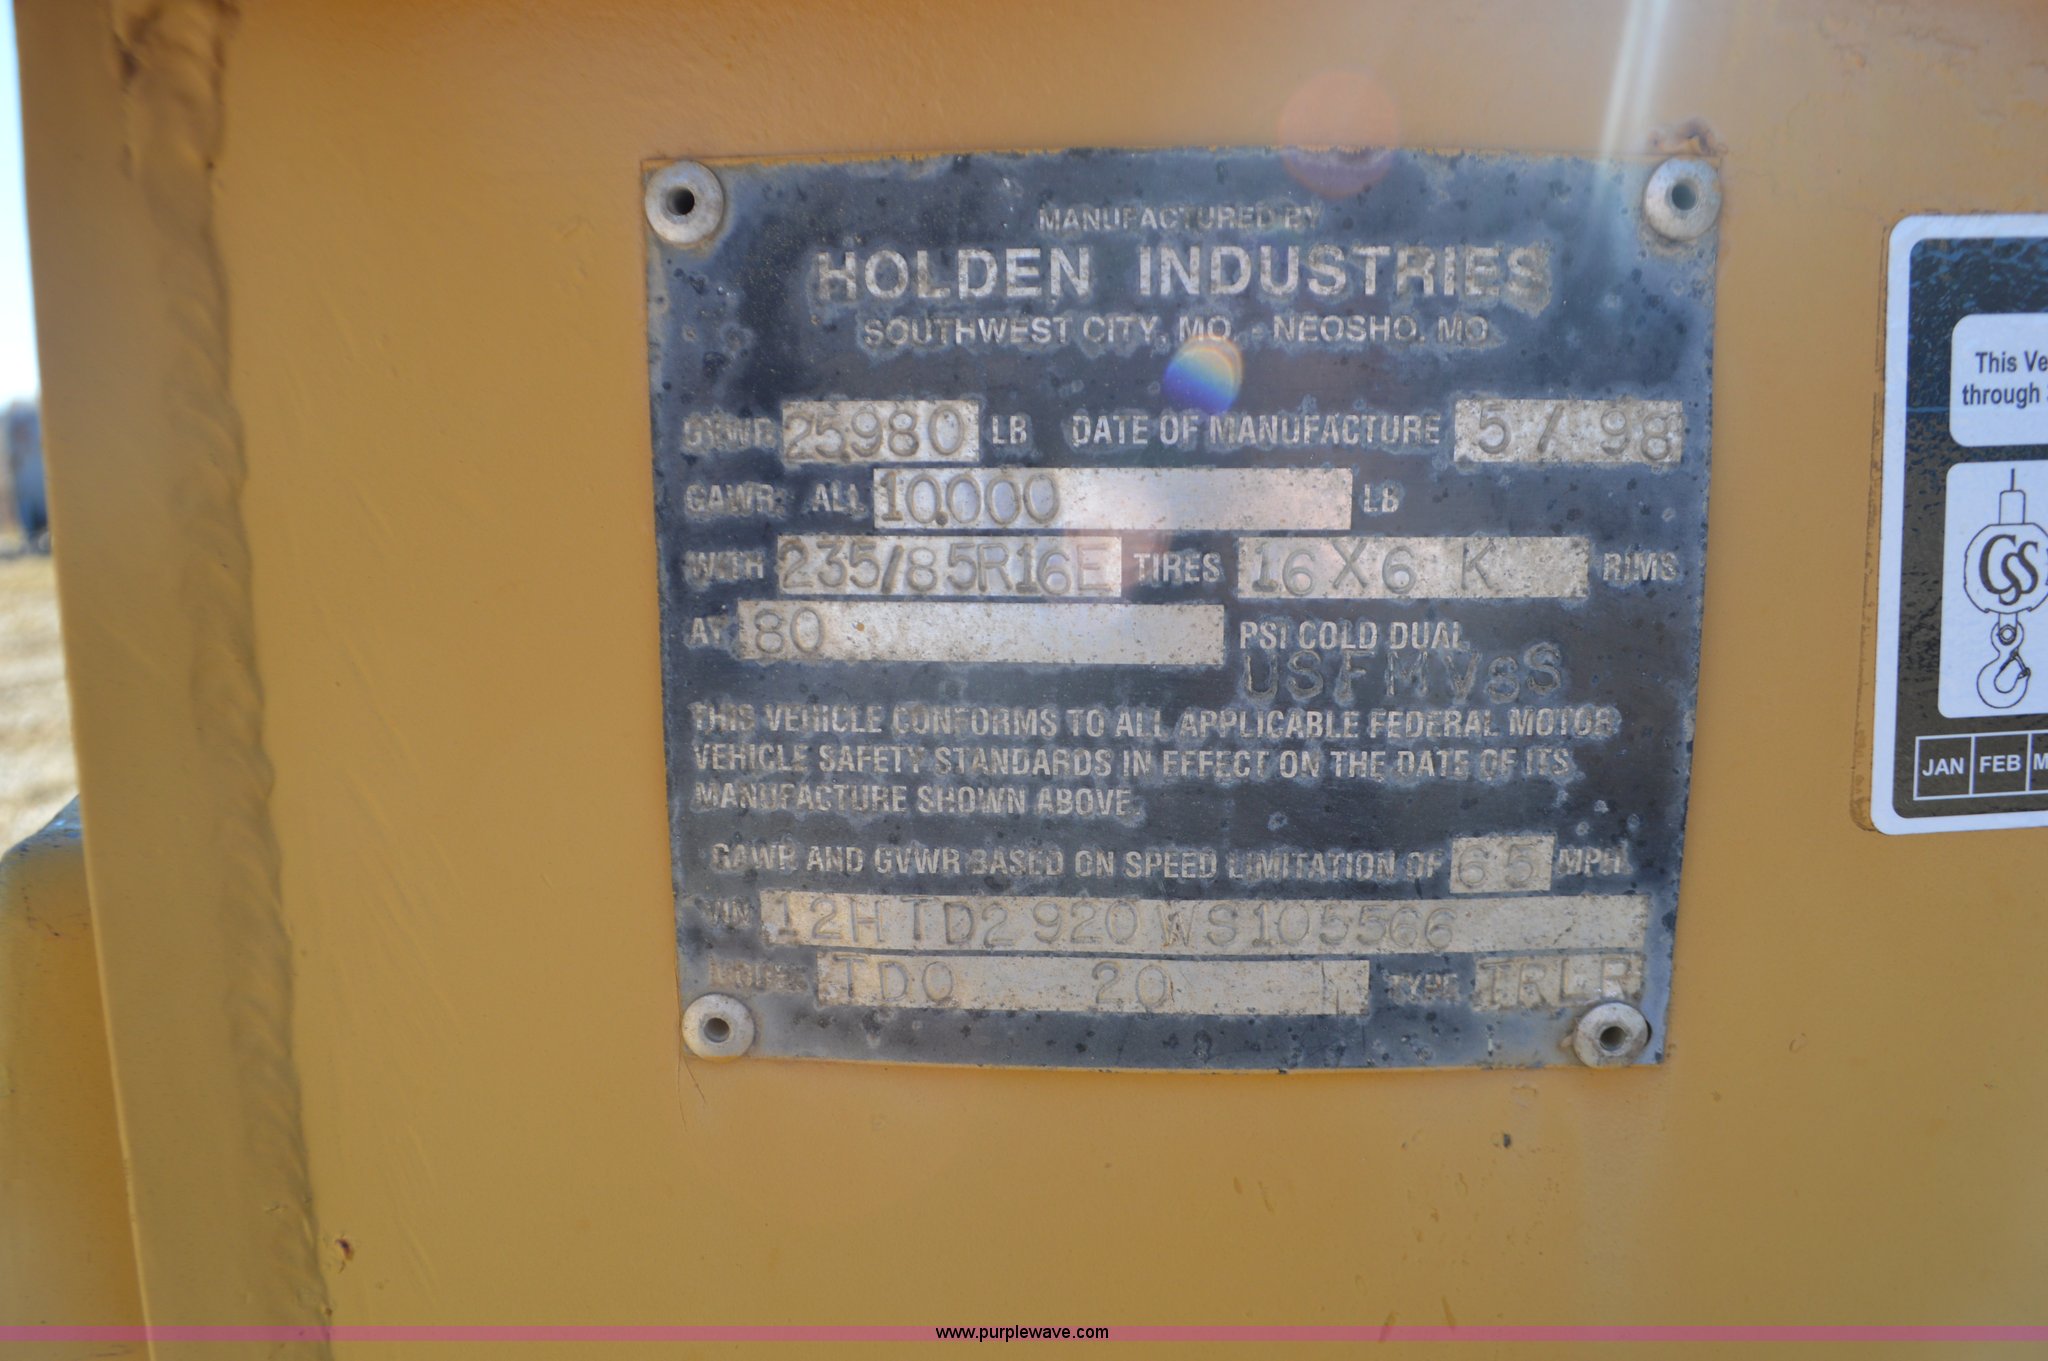 MANUFACTURED BY
HOLDEN INDUSTRIES
SOUTHWEST CITY, MO. - NEOSHO, MO.
GVWR 25980 LB DATE OF MANUFACTURE 5 / 98
GAWR: ALL 10,000 LB
WITH 235/85R16E TIRES 16 X 6 K RIMS
AT 80 PSI COLD DUAL
USFMVSS
THIS VEHICLE CONFORMS TO ALL APPLICABLE FEDERAL MOTOR
VEHICLE SAFETY STANDARDS IN EFFECT ON THE DATE OF ITS
MANUFACTURE SHOWN ABOVE.
GAWR AND GVWR BASED ON SPEED LIMITATION OF 65 MPH.
VIN 12HTD2920WS105566
MODEL TDO 20 TYPE TRLR
This Ve
through
CSS
JAN FEB M
www.purplewave.com